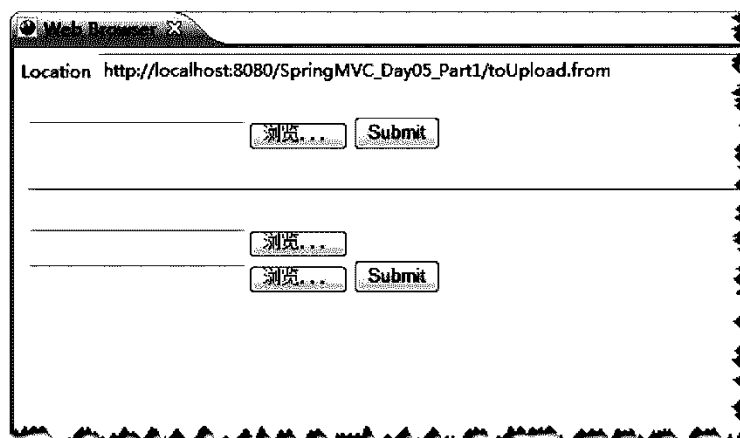 Web Browser
Location http://localhost:8080/SpringMVC_Day05_Part1/toUpload.from
浏览... Submit
浏览...
浏览... Submit